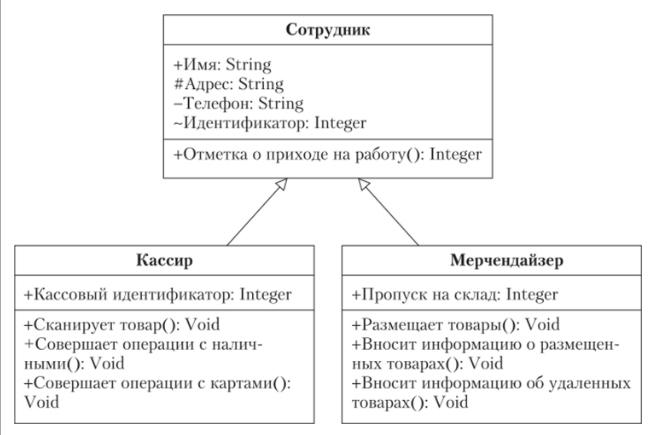 Сотрудник
+Имя: String
#Адрес: String
–Телефон: String
~Идентификатор: Integer
+Отметка о приходе на работу(): Integer
Кассир
+Кассовый идентификатор: Integer
+Сканирует товар(): Void
+Совершает операции с налич-
ными(): Void
+Совершает операции с картами():
Void
Мерчендайзер
+Пропуск на склад: Integer
+Размещает товары(): Void
+Вносит информацию о размещен-
ных товарах(): Void
+Вносит информацию об удаленных
товарах(): Void